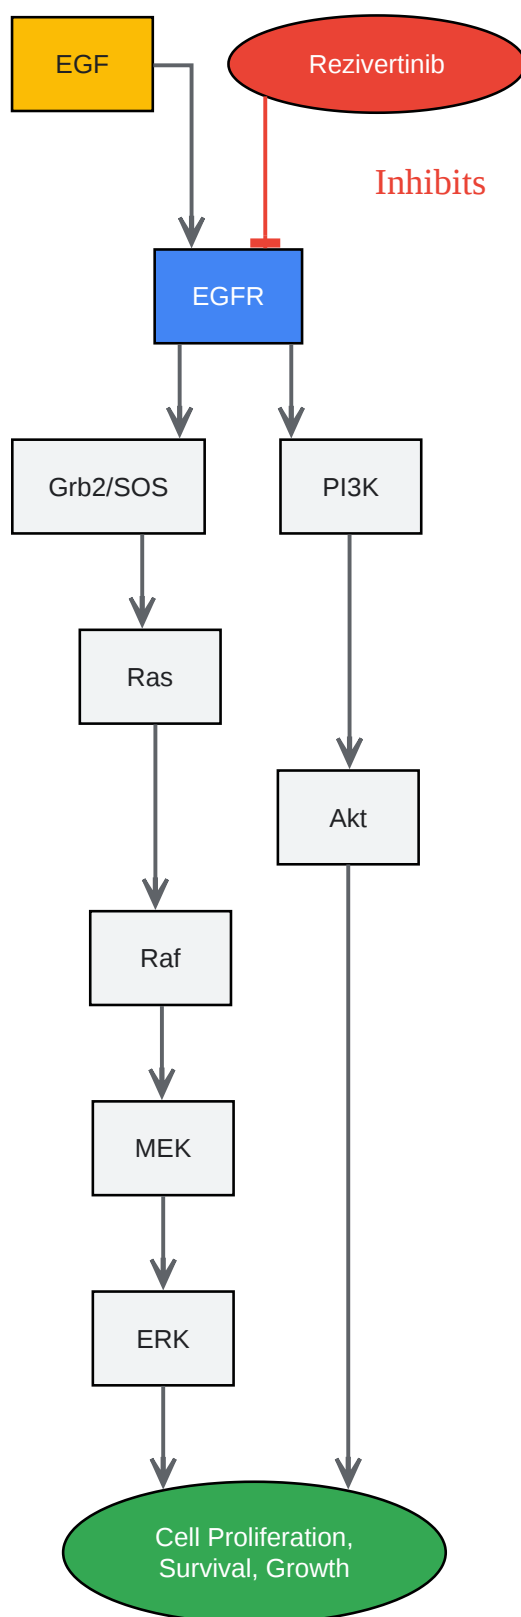 EGF
Rezivertinib
Inhibits
EGFR
Grb2/SOS
PI3K
Ras
Akt
Raf
MEK
ERK
Cell Proliferation,
Survival, Growth